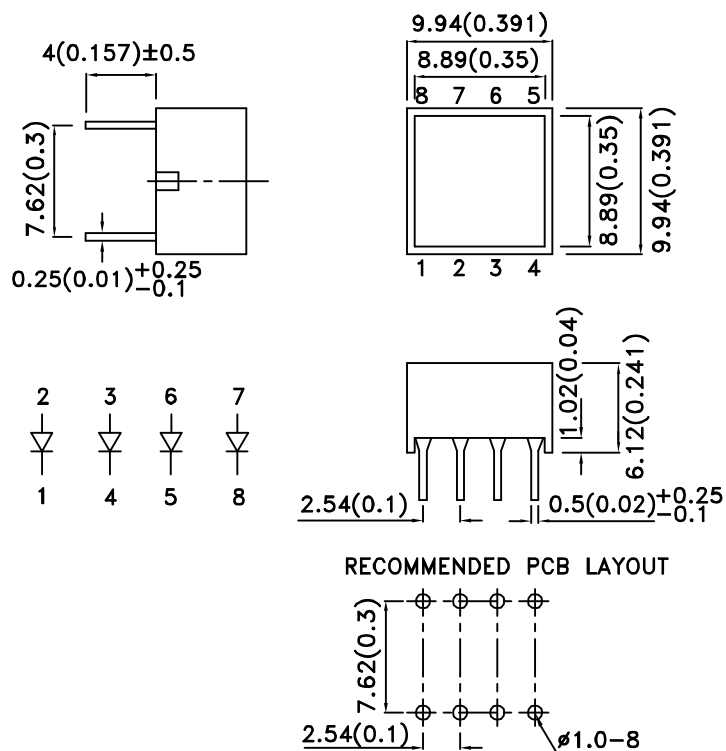 4(0.157)±0.5
7.62(0.3)
0.25(0.01)+0.25 -0.1
9.94(0.391)
8.89(0.35)
8 7 6 5
8.89(0.35)
9.94(0.391)
1 2 3 4
2 3 6 7
1 4 5 8
1.02(0.04)
6.12(0.241)
2.54(0.1)
0.5(0.02)+0.25 -0.1
RECOMMENDED PCB LAYOUT
7.62(0.3)
2.54(0.1)
ø1.0-8